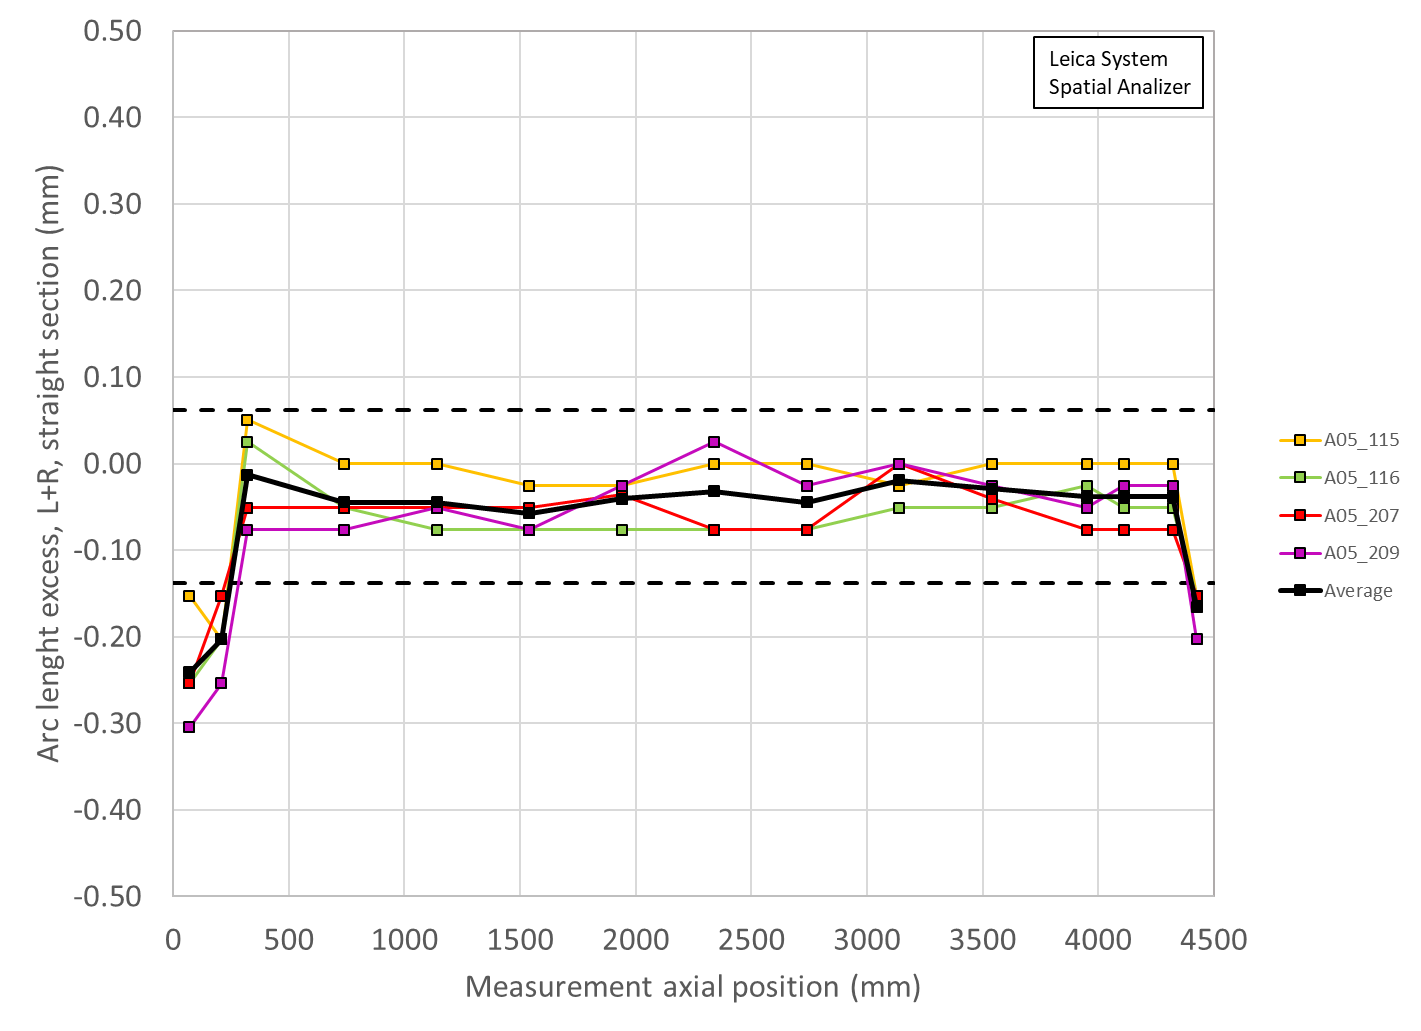 0.50
0.40
0.30
0.20
0.10
0.00
-0.10
-0.20
-0.30
-0.40
-0.50
Arc lenght excess, L+R, straight section (mm)
Leica System
Spatial Analizer
A05_115
A05_116
A05_207
A05_209
Average
0 500 1000 1500 2000 2500 3000 3500 4000 4500
Measurement axial position (mm)